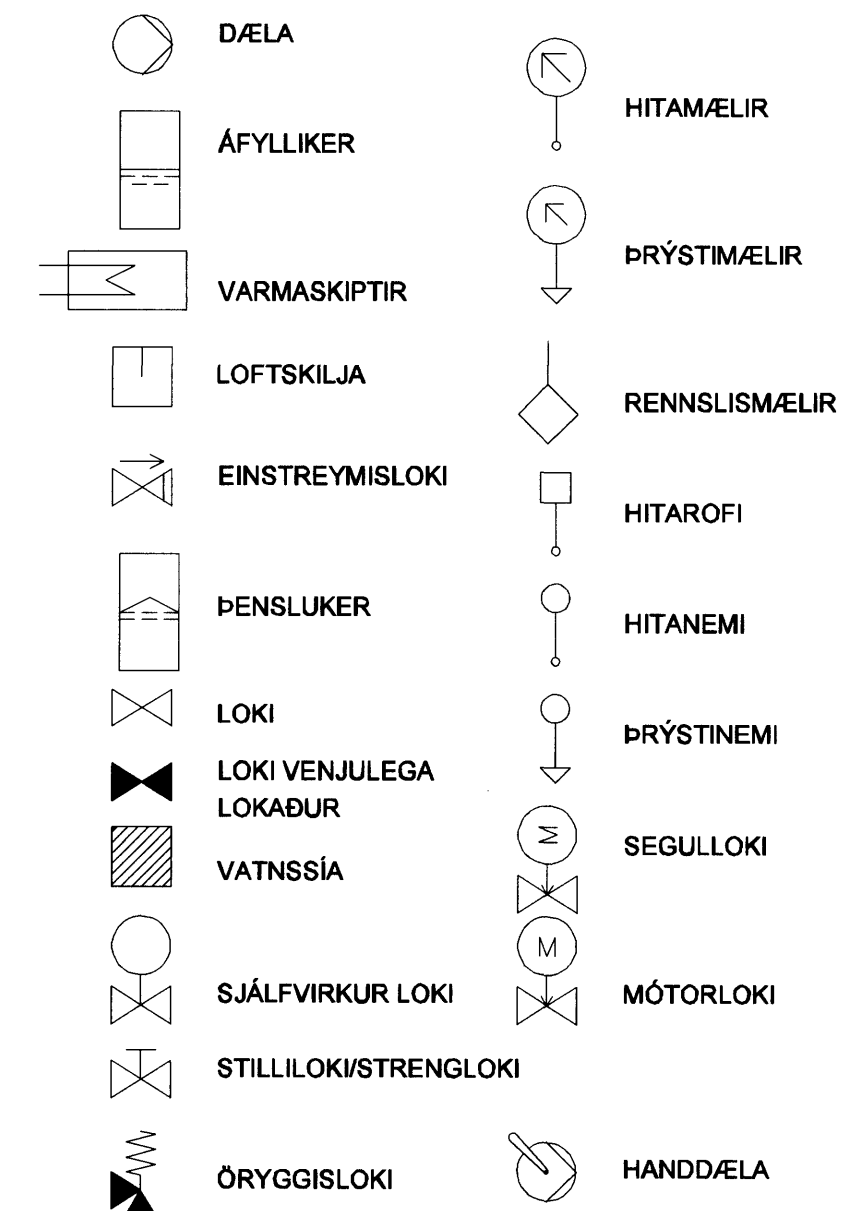 DÆLA
ÁFYLLIKER
VARMASKIPTIR
LOFTSKILJA
EINSTREYMISLOKI
ÞENSLUKER
LOKI
LOKI VENJULEGA
LOKAÐUR
VATNSSÍA
SJÁLFVIRKUR LOKI
STILLILOKI/STRENGLOKI
ÖRYGGISLOKI
HITAMÆLIR
ÞRÝSTIMÆLIR
RENNSLISMÆLIR
HITAROFI
HITANEMI
ÞRÝSTINEMI
SEGULLOKI
M
MÓTORLOKI
HANDDÆLA